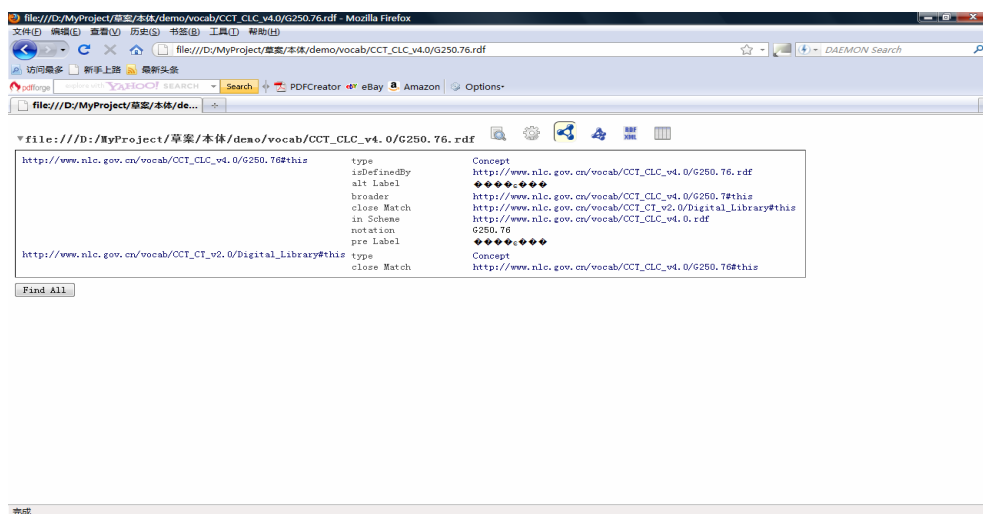 file:///D:/MyProject/草案/本体/demo/vocab/CCT_CLC_v4.0/G250.76.rdf - Mozilla Firefox
文件(F) 编辑(E) 查看(V) 历史(S) 书签(B) 工具(T) 帮助(H)
file:///D:/MyProject/草案/本体/demo/vocab/CCT_CLC_v4.0/G250.76.rdf DAEMON Search
访问最多 新手上路 最新头条
pdfforge explore with YAHOO! SEARCH Search PDFCreator eBay Amazon Options
file:///D:/MyProject/草案/本体/de...
file:///D:/MyProject/草案/本体/demo/vocab/CCT_CLC_v4.0/G250.76.rdf RDF XML
http://www.nlc.gov.cn/vocab/CCT_CLC_v4.0/G250.76#this type Concept
isDefinedBy http://www.nlc.gov.cn/vocab/CCT_CLC_v4.0/G250.76.rdf
alt Label ����c���
broader http://www.nlc.gov.cn/vocab/CCT_CLC_v4.0/G250.7#this
close Match http://www.nlc.gov.cn/vocab/CCT_CT_v2.0/Digital_Library#this
in Scheme http://www.nlc.gov.cn/vocab/CCT_CLC_v4.0.rdf
notation G250.76
pre Label ����c���
http://www.nlc.gov.cn/vocab/CCT_CT_v2.0/Digital_Library#this type Concept
close Match http://www.nlc.gov.cn/vocab/CCT_CLC_v4.0/G250.76#this
Find All
完成